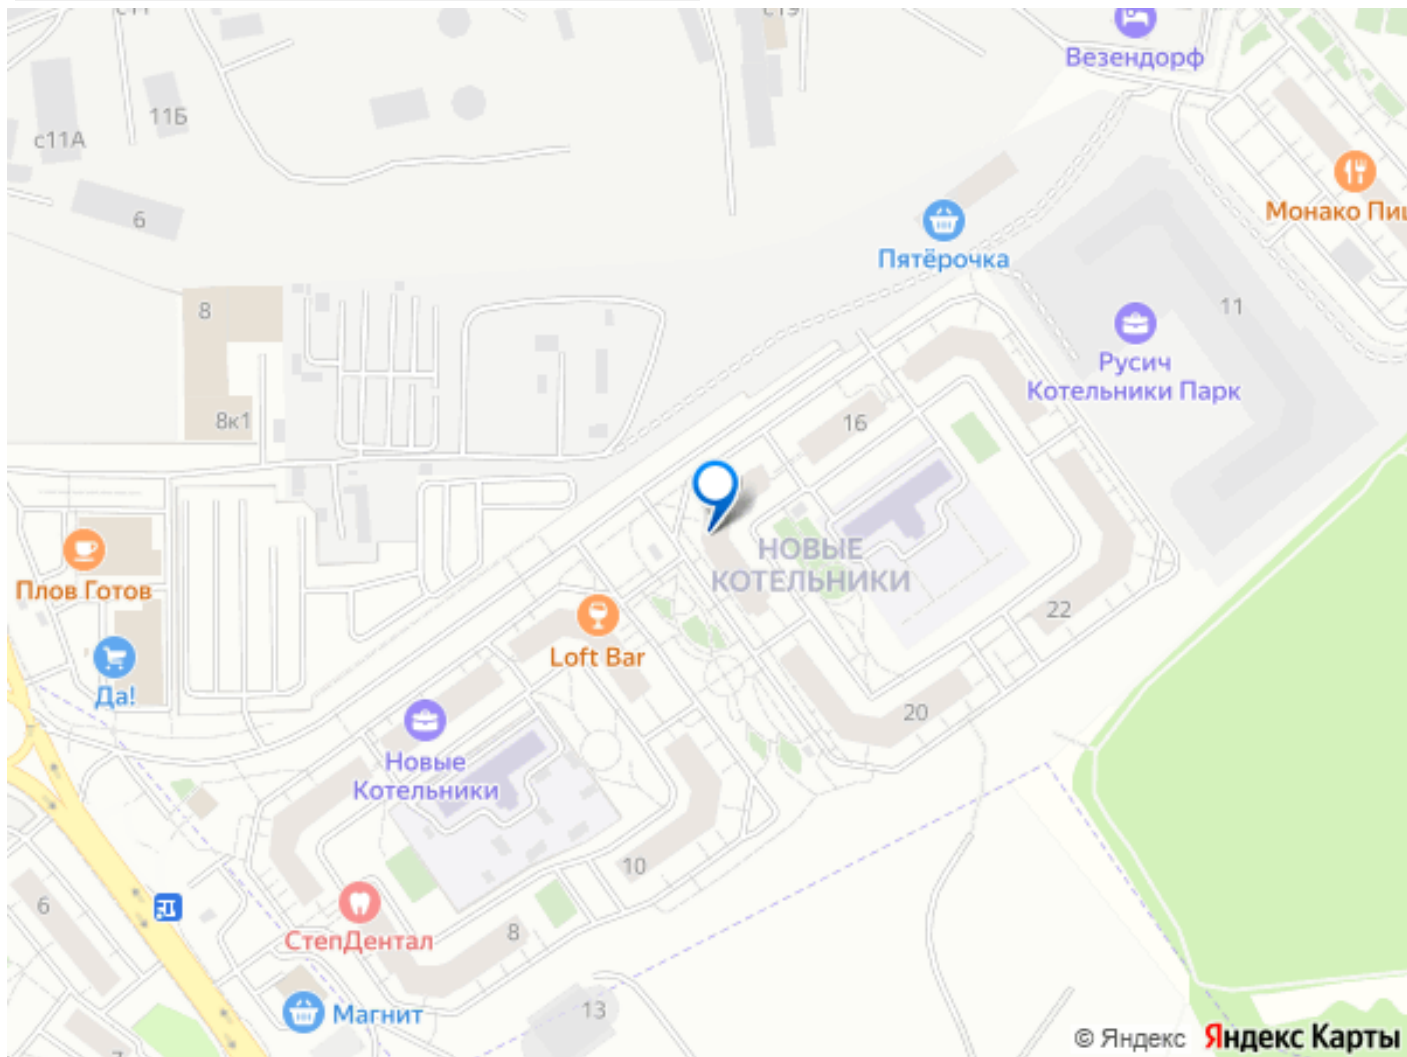 Везендорф
11Б
с11А
6
Монако Пиц
Пятёрочка
8
11
Русич
Котельники Парк
8к1
16
НОВЫЕ
КОТЕЛЬНИКИ
Плов Готов
22
Loft Bar
Да!
20
Новые
Котельники
10
6
8
СтепДентал
13
Магнит
© Яндекс Яндекс Карты